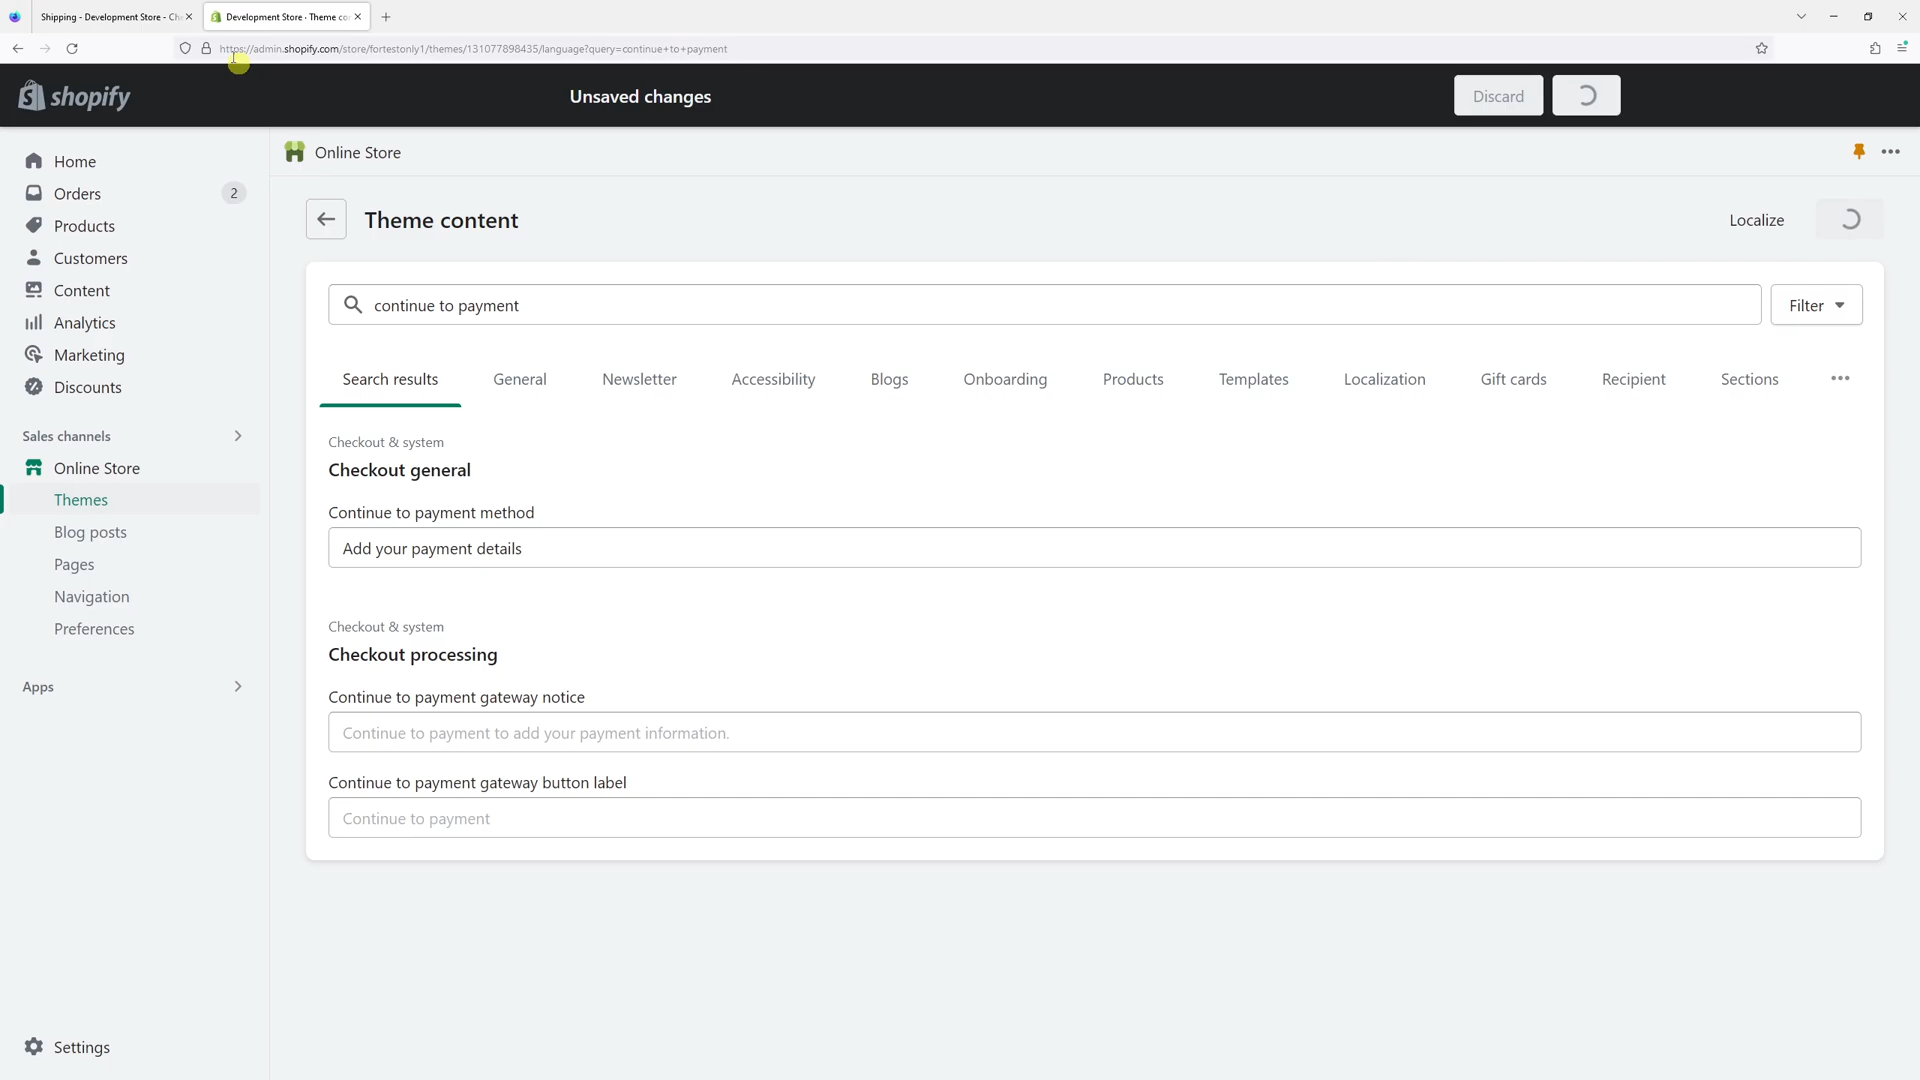 Shipping - Development Store - Ch
Development Store · Theme co
https://admin.shopify.com/store/fortestonly1/themes/131077898435/language?query=continue+to+payment
shopify
Unsaved changes
Discard
Home
Orders
2
Products
Customers
Content
Analytics
Marketing
Discounts
Sales channels
Online Store
Themes
Blog posts
Pages
Navigation
Preferences
Apps
Settings
Online Store
Theme content
Localize
continue to payment
Filter
Search results
General
Newsletter
Accessibility
Blogs
Onboarding
Products
Templates
Localization
Gift cards
Recipient
Sections
Checkout & system
Checkout general
Continue to payment method
Add your payment details
Checkout & system
Checkout processing
Continue to payment gateway notice
Continue to payment to add your payment information.
Continue to payment gateway button label
Continue to payment